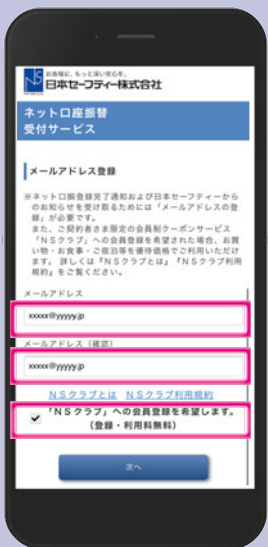 お客様に、もっと深い安心を。
NS 日本セーフティー株式会社
ネット口座振替
受付サービス
メールアドレス登録
※ネット口振登録完了通知および日本セーフティーから
のお知らせを受け取るためには「メールアドレスの登
録」が必要です。
また、ご契約者さま限定の会員制クーポンサービス
「NSクラブ」への会員登録を希望された場合、お買
い物・お食事・ご宿泊等を優待価格でご利用いただけ
ます。詳しくは『NSクラブとは』『NSクラブ利用
規約』をご覧ください。
メールアドレス
xxxxx@yyyyy.jp
メールアドレス（確認）
xxxxx@yyyyy.jp
NSクラブとは NSクラブ利用規約
「NSクラブ」への会員登録を希望します。
（登録・利用料無料）
次へ